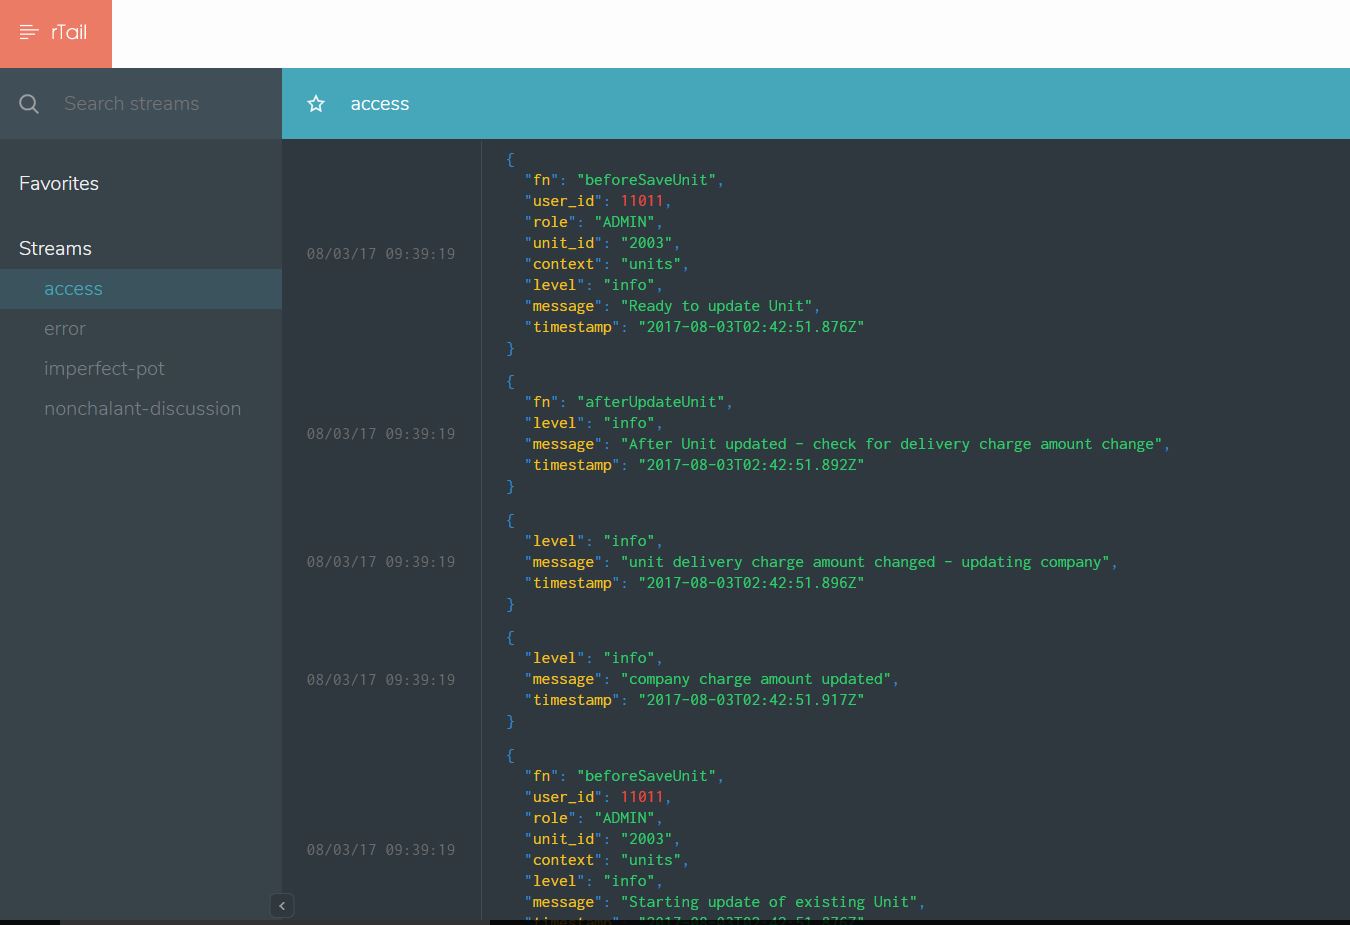 rTail
Search streams
access
Favorites
Streams
access
error
imperfect-pot
nonchalant-discussion
08/03/17 09:39:19
{
"fn": "beforeSaveUnit",
"user_id": 11011,
"role": "ADMIN",
"unit_id": "2003",
"context": "units",
"level": "info",
"message": "Ready to update Unit",
"timestamp": "2017-08-03T02:42:51.876Z"
}
08/03/17 09:39:19
{
"fn": "afterUpdateUnit",
"level": "info",
"message": "After Unit updated - check for delivery charge amount change",
"timestamp": "2017-08-03T02:42:51.892Z"
}
08/03/17 09:39:19
{
"level": "info",
"message": "unit delivery charge amount changed - updating company",
"timestamp": "2017-08-03T02:42:51.896Z"
}
08/03/17 09:39:19
{
"level": "info",
"message": "company charge amount updated",
"timestamp": "2017-08-03T02:42:51.917Z"
}
08/03/17 09:39:19
{
"fn": "beforeSaveUnit",
"user_id": 11011,
"role": "ADMIN",
"unit_id": "2003",
"context": "units",
"level": "info",
"message": "Starting update of existing Unit",